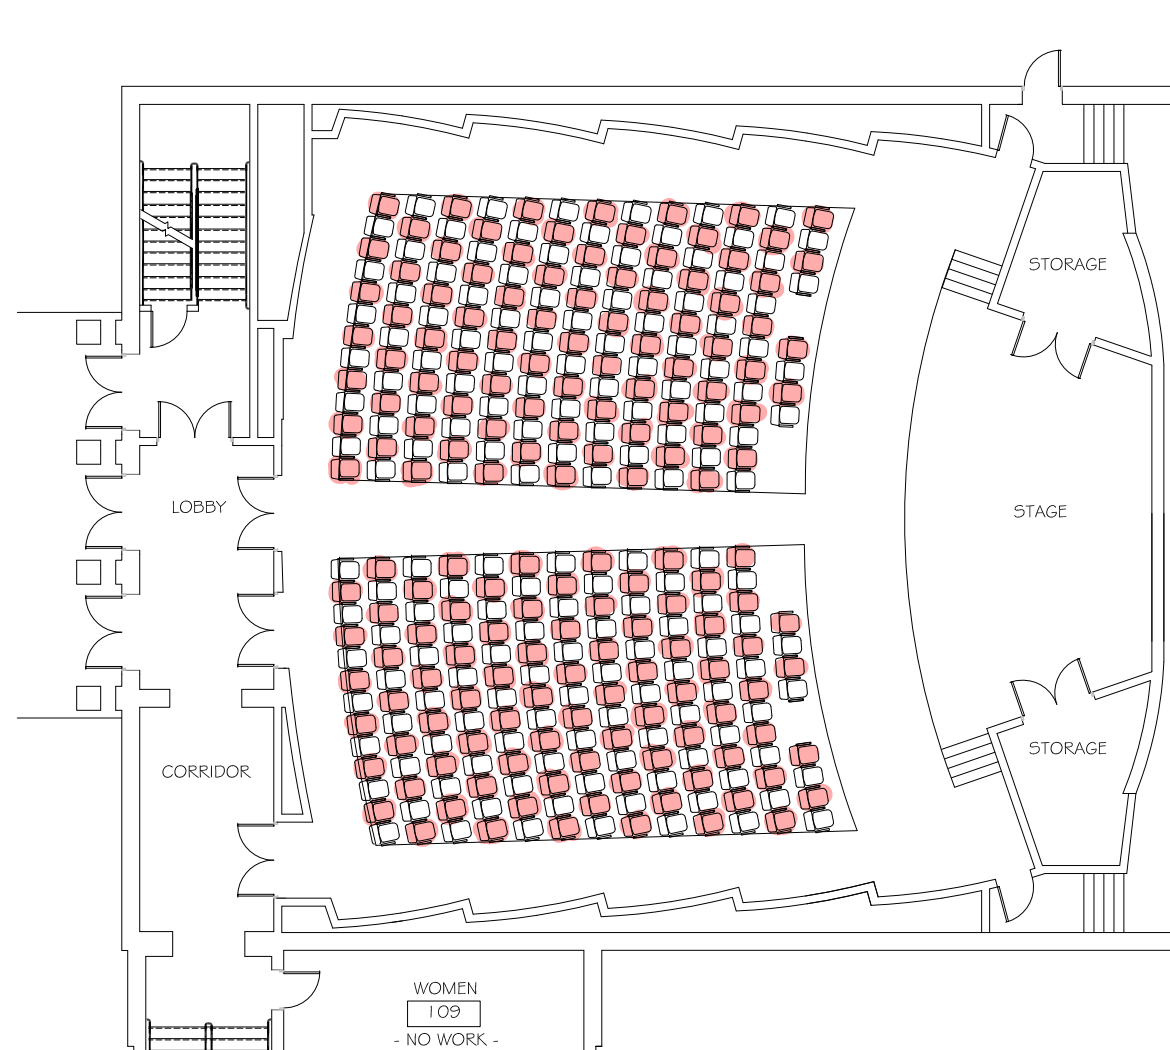 STORAGE
LOBBY
STAGE
STORAGE
CORRIDOR
WOMEN
109
- NO WORK -